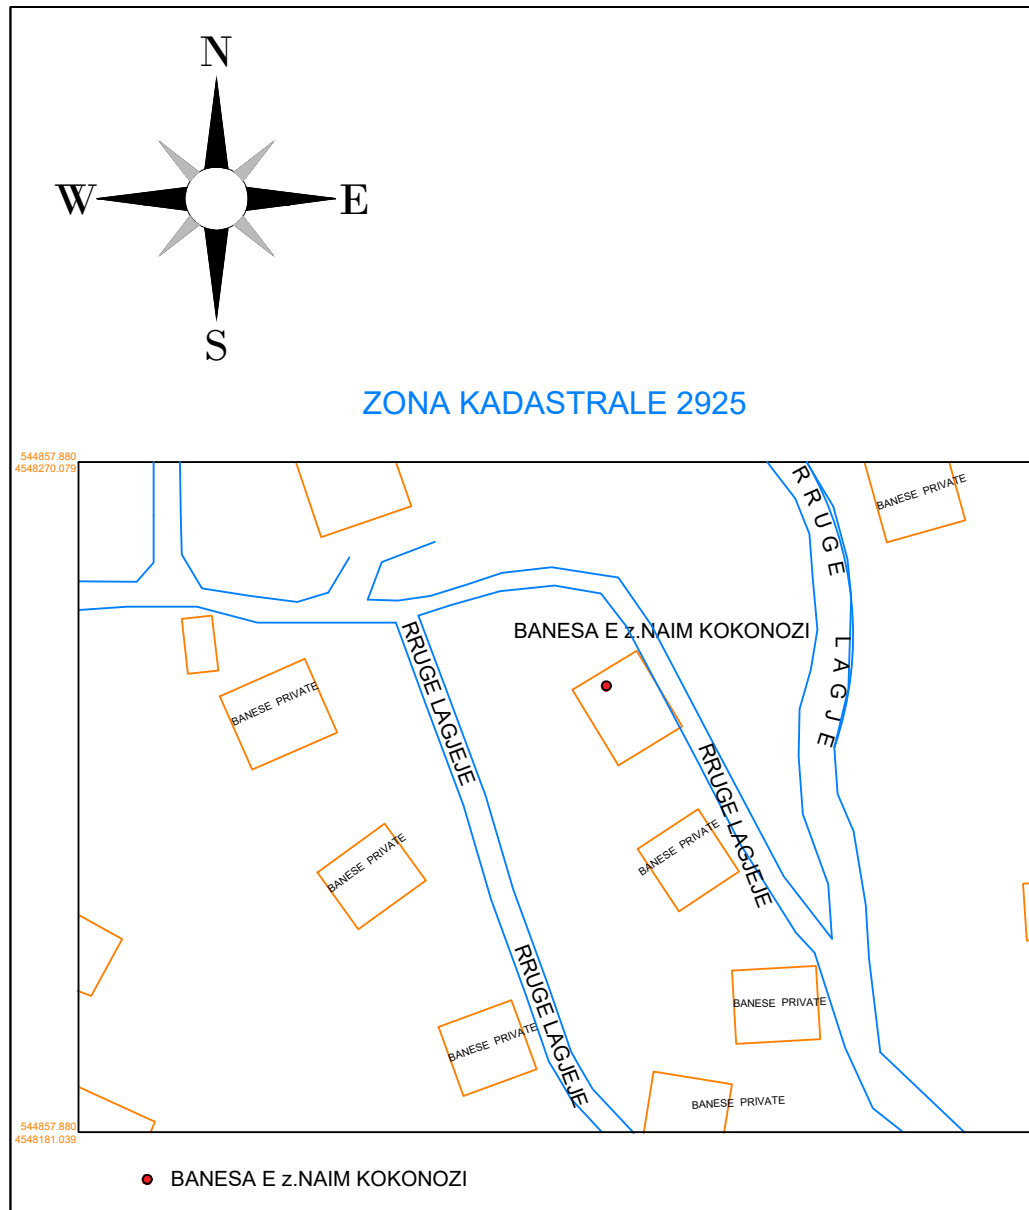 N
W
E
S
ZONA KADASTRALE 2925
544857.880
4548270.079
RRUGE LAGJE
BANESE PRIVATE
BANESA E z.NAIM KOKONOZI
RRUGE LAGJEJE
BANESE PRIVATE
RRUGE LAGJEJE
BANESE PRIVATE
BANESE PRIVATE
RRUGE LAGJEJE
BANESE PRIVATE
BANESE PRIVATE
BANESE PRIVATE
544857.880
4548181.039
BANESA E z.NAIM KOKONOZI